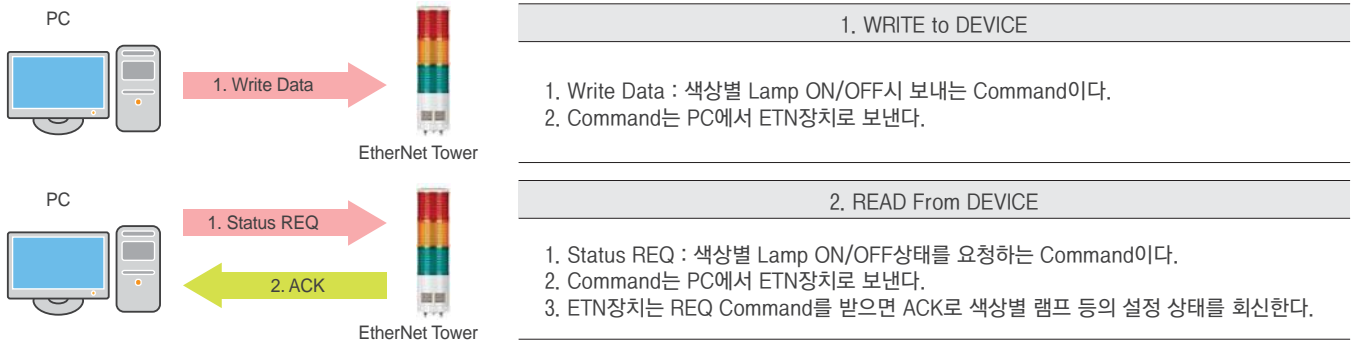 PC
1. Write Data
EtherNet Tower
1. WRITE to DEVICE
1. Write Data : 색상별 Lamp ON/OFF시 보내는 Command이다.
2. Command는 PC에서 ETN장치로 보낸다.
PC
1. Status REQ
2. ACK
EtherNet Tower
2. READ From DEVICE
1. Status REQ : 색상별 Lamp ON/OFF상태를 요청하는 Command이다.
2. Command는 PC에서 ETN장치로 보낸다.
3. ETN장치는 REQ Command를 받으면 ACK로 색상별 램프 등의 설정 상태를 회신한다.